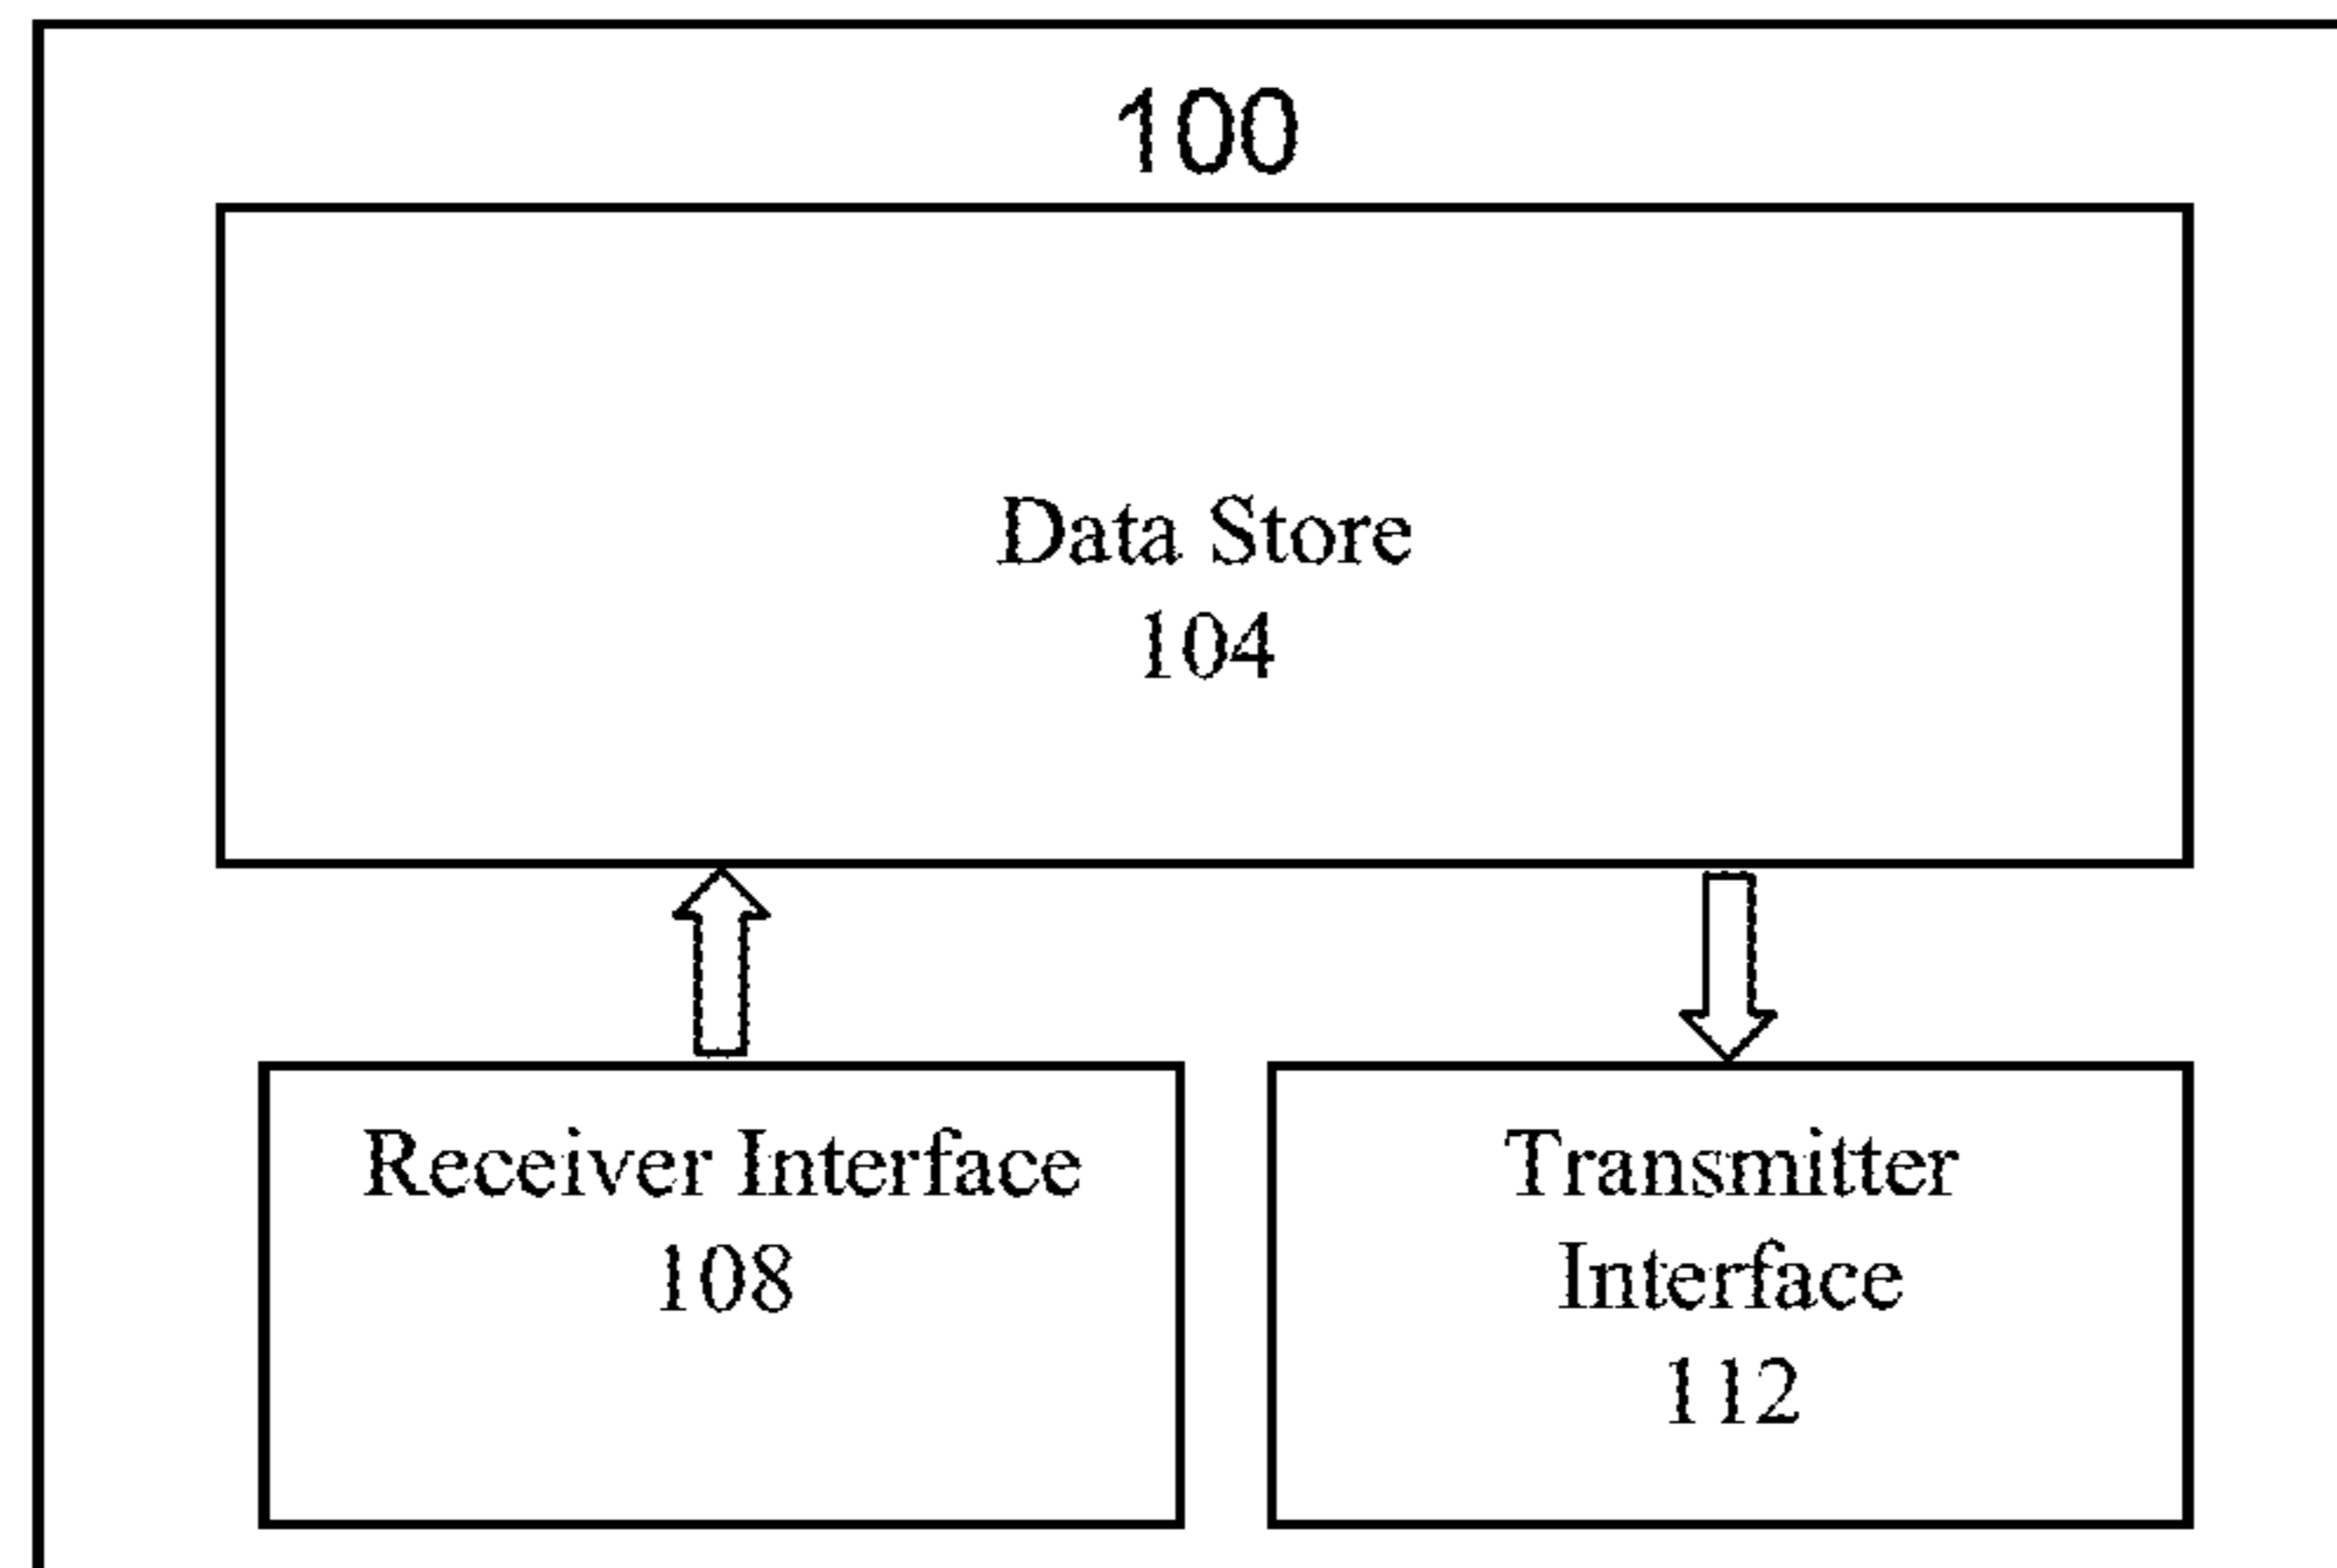 100
Data Store
104
Receiver Interface
108
Transmitter
Interface
112